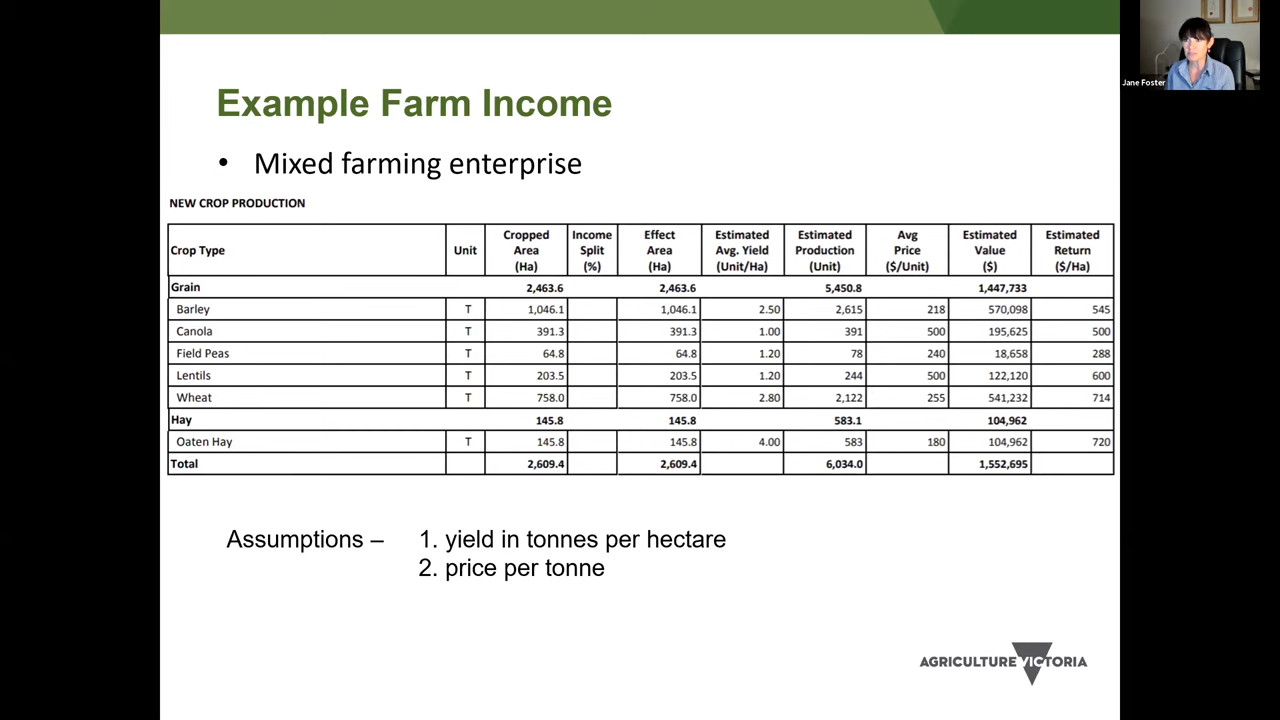 Jane Foster
Example Farm Income
• Mixed farming enterprise
NEW CROP PRODUCTION
Crop Type Unit Cropped Area (Ha) Income Split (%) Effect Area (Ha) Estimated Avg. Yield (Unit/Ha) Estimated Production (Unit) Avg Price ($/Unit) Estimated Value ($) Estimated Return ($/Ha)
Grain 2,463.6 2,463.6 5,450.8 1,447,733
Barley T 1,046.1 1,046.1 2.50 2,615 218 570,098 545
Canola T 391.3 391.3 1.00 391 500 195,625 500
Field Peas T 64.8 64.8 1.20 78 240 18,658 288
Lentils T 203.5 203.5 1.20 244 500 122,120 600
Wheat T 758.0 758.0 2.80 2,122 255 541,232 714
Hay 145.8 145.8 583.1 104,962
Oaten Hay T 145.8 145.8 4.00 583 180 104,962 720
Total 2,609.4 2,609.4 6,034.0 1,552,695
Assumptions – 1. yield in tonnes per hectare
2. price per tonne
AGRICULTURE VICTORIA